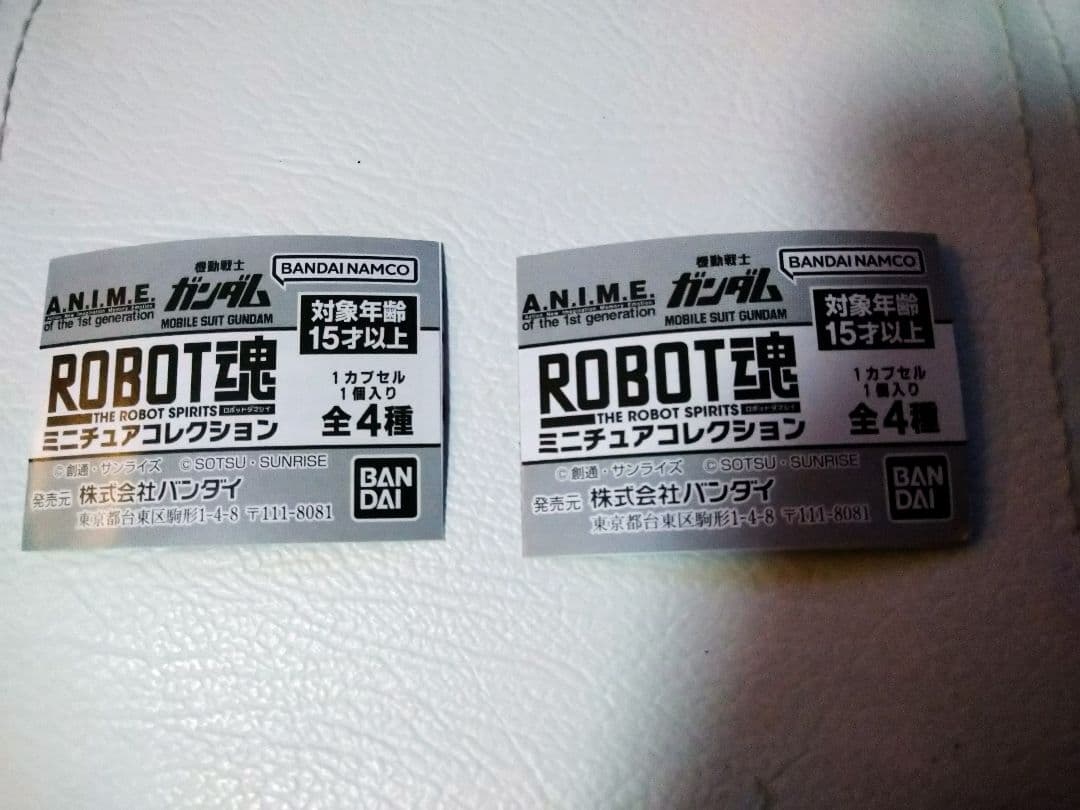 機動戦士
ガンダム
MOBILE SUIT GUNDAM
BANDAI NAMCO
A.N.I.M.E.
of the 1st generation
対象年齢
15才以上
ROBOT魂
THE ROBOT SPIRITS ロボットダマシイ
ミニチュアコレクション
1カプセル
1個入り
全4種
©創通・サンライズ ©SOTSU・SUNRISE
発売元 株式会社バンダイ
東京都台東区駒形1-4-8 〒111-8081
BAN
DAI
機動戦士
ガンダム
MOBILE SUIT GUNDAM
BANDAI NAMCO
A.N.I.M.E.
of the 1st generation
対象年齢
15才以上
ROBOT魂
THE ROBOT SPIRITS ロボットダマシイ
ミニチュアコレクション
1カプセル
1個入り
全4種
©創通・サンライズ ©SOTSU・SUNRISE
発売元 株式会社バンダイ
東京都台東区駒形1-4-8 〒111-8081
BAN
DAI